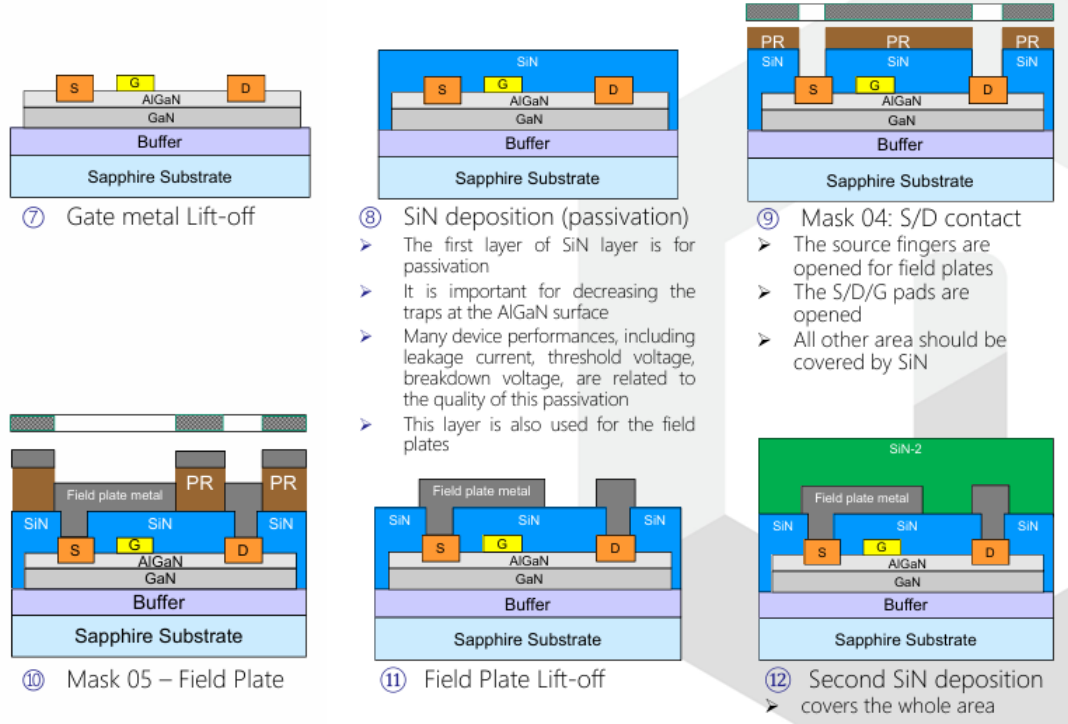 S
G
D
AlGaN
GaN
Buffer
Sapphire Substrate
⑦ Gate metal Lift-off
SiN
S
G
D
AlGaN
GaN
Buffer
Sapphire Substrate
⑧ SiN deposition (passivation)
➢ The first layer of SiN layer is for
passivation
➢ It is important for decreasing the
traps at the AlGaN surface
➢ Many device performances, including
leakage current, threshold voltage,
breakdown voltage, are related to
the quality of this passivation
➢ This layer is also used for the field
plates
PR
PR
PR
SiN
SiN
SiN
S
G
D
AlGaN
GaN
Buffer
Sapphire Substrate
⑨ Mask 04: S/D contact
➢ The source fingers are
opened for field plates
➢ The S/D/G pads are
opened
➢ All other area should be
covered by SiN
Field plate metal
PR
PR
SiN
SiN
SiN
S
G
D
AlGaN
GaN
Buffer
Sapphire Substrate
⑩ Mask 05 – Field Plate
Field plate metal
SiN
SiN
SiN
S
G
D
AlGaN
GaN
Buffer
Sapphire Substrate
⑪ Field Plate Lift-off
SiN-2
Field plate metal
SiN
SiN
SiN
S
G
D
AlGaN
GaN
Buffer
Sapphire Substrate
⑫ Second SiN deposition
➢ covers the whole area